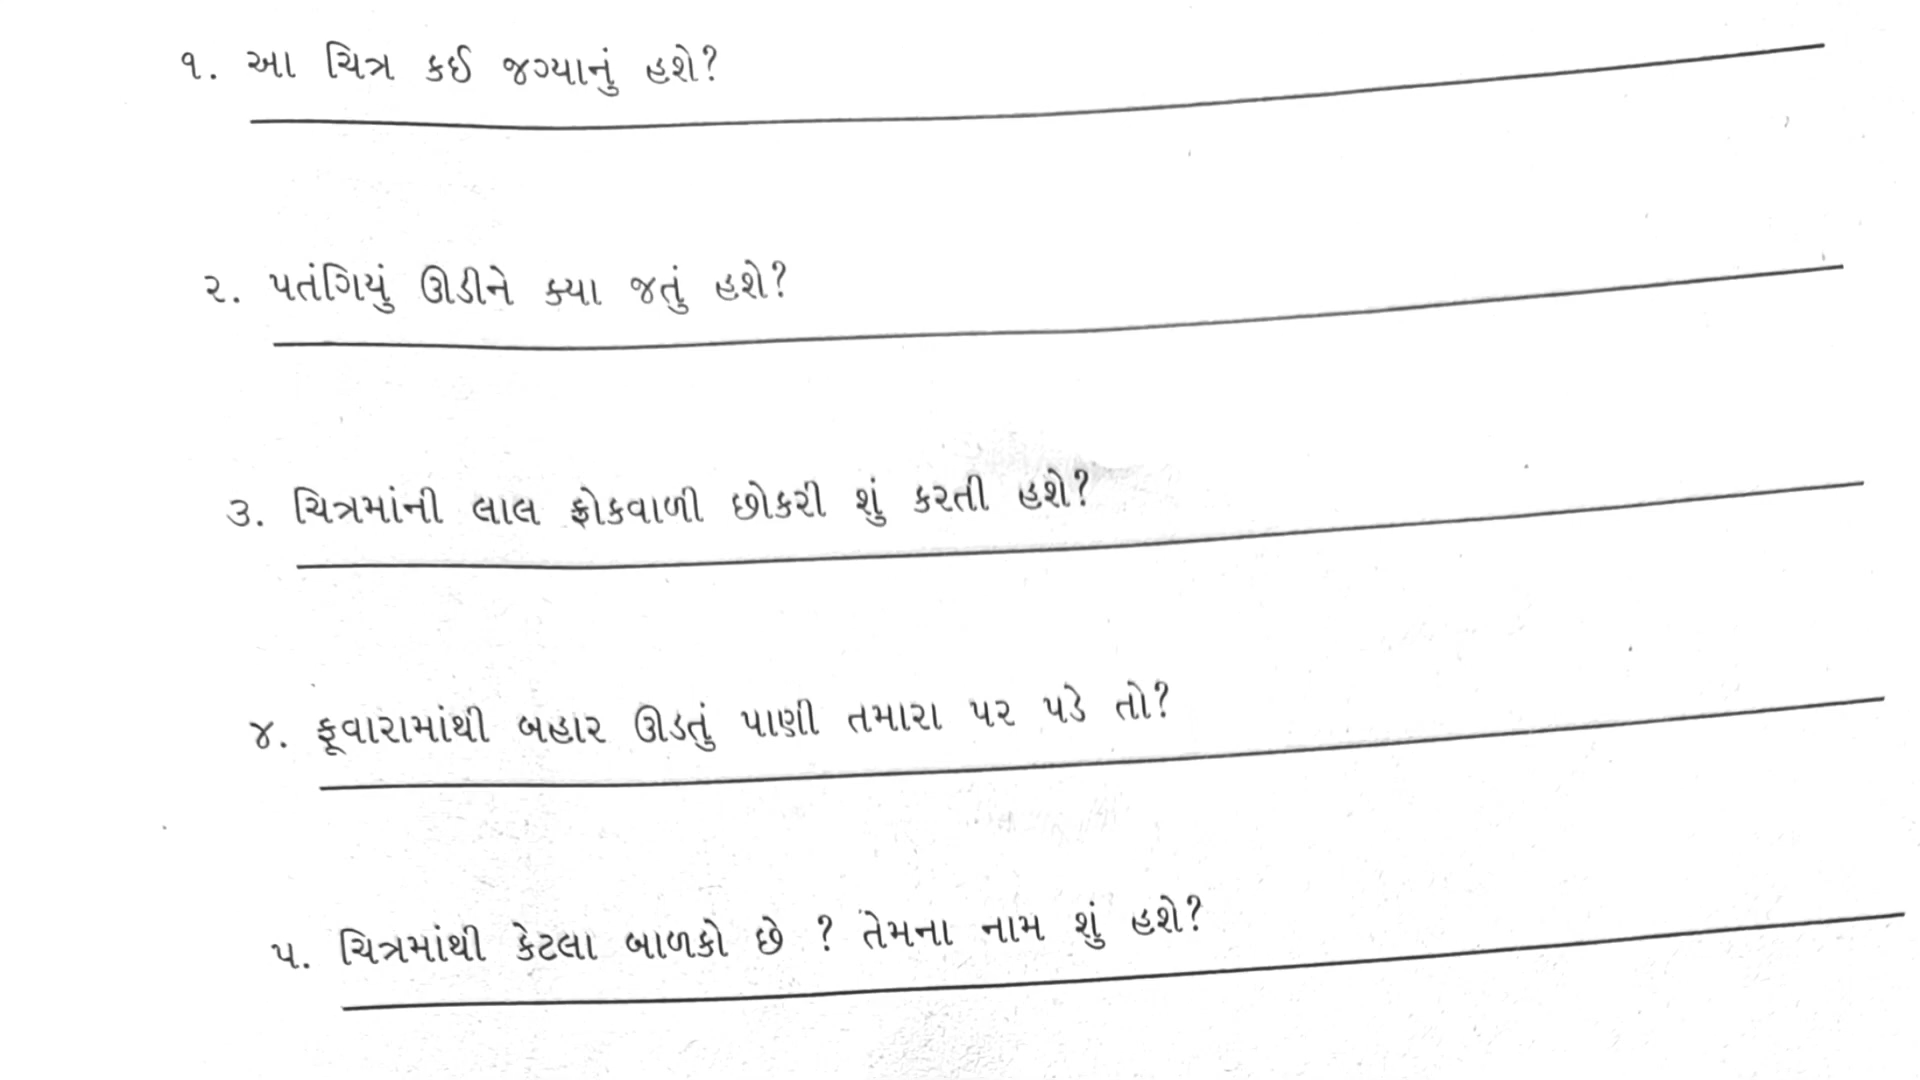 ૧. આ ચિત્ર કઈ જગ્યાનું હશે?
૨. પતંગિયું ઊડીને ક્યા જતું હશે?
૩. ચિત્રમાંની લાલ ફ્રોકવાળી છોકરી શું કરતી હશે?
૪. ફૂવારામાંથી બહાર ઊડતું પાણી તમારા પર પડે તો?
૫. ચિત્રમાંથી કેટલા બાળકો છે ? તેમના નામ શું હશે?